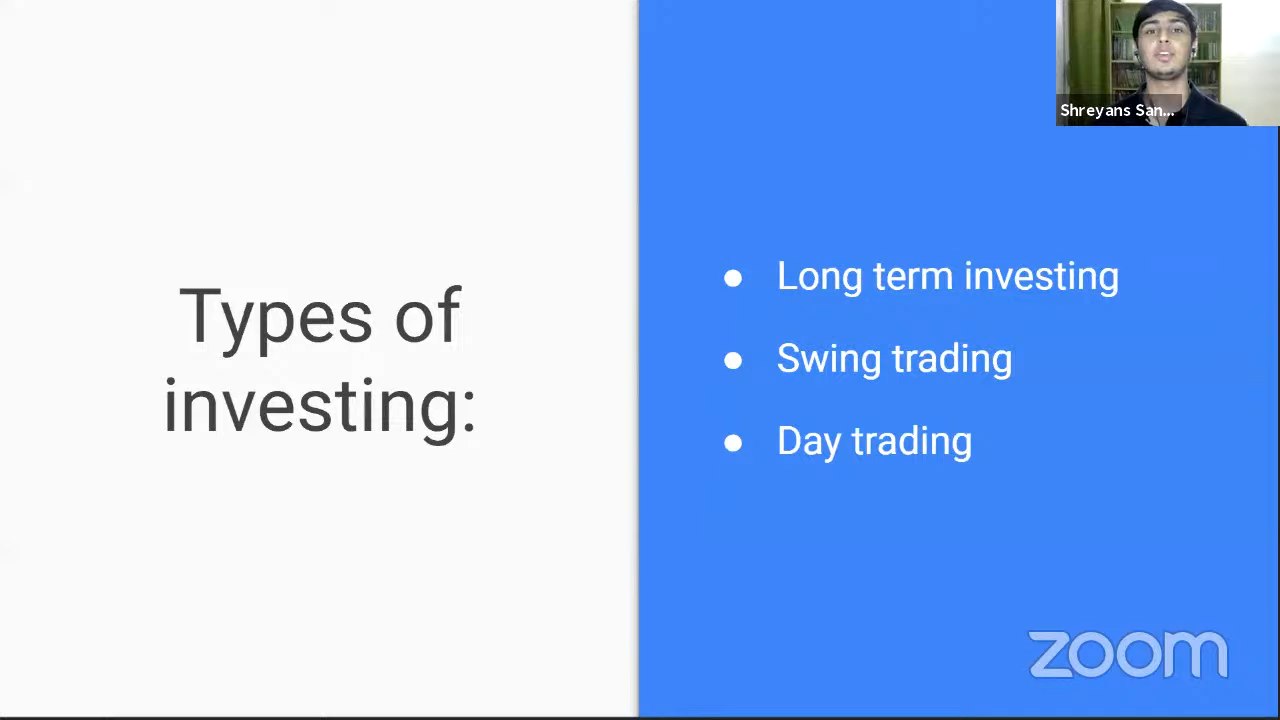 Types of
investing:
Shreyans San...
● Long term investing
● Swing trading
● Day trading
zoom